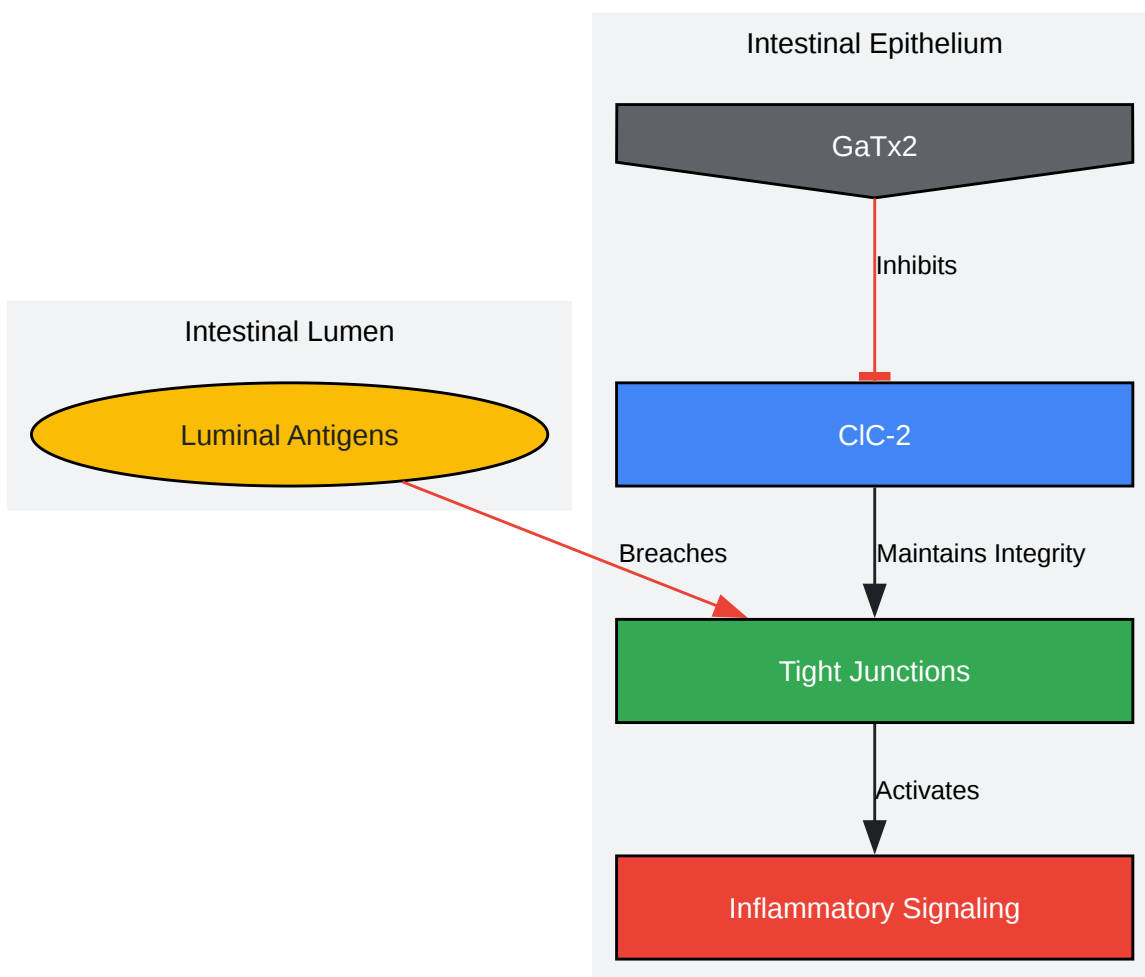 Intestinal Epithelium
GaTx2
Inhibits
Intestinal Lumen
Luminal Antigens
ClC-2
Breaches
Maintains Integrity
Tight Junctions
Activates
Inflammatory Signaling